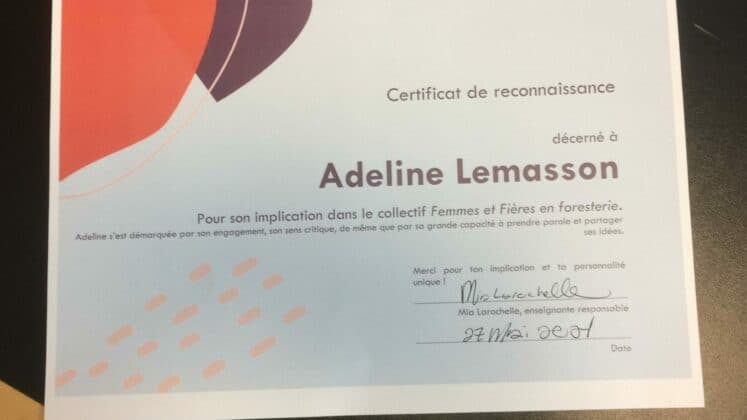 Certificat de reconnaissance
décerné à
Adeline Lemasson
Pour son implication dans le collectif Femmes et Fières en foresterie.
Adeline s'est démarquée par son engagement, son sens critique, de même que par sa grande capacité à prendre parole et partager
ses idées.
Merci pour ton implication et ta personnalité
unique !
Mia Larochelle
Mia Larochelle, enseignante responsable
27 Mai 2021
Date